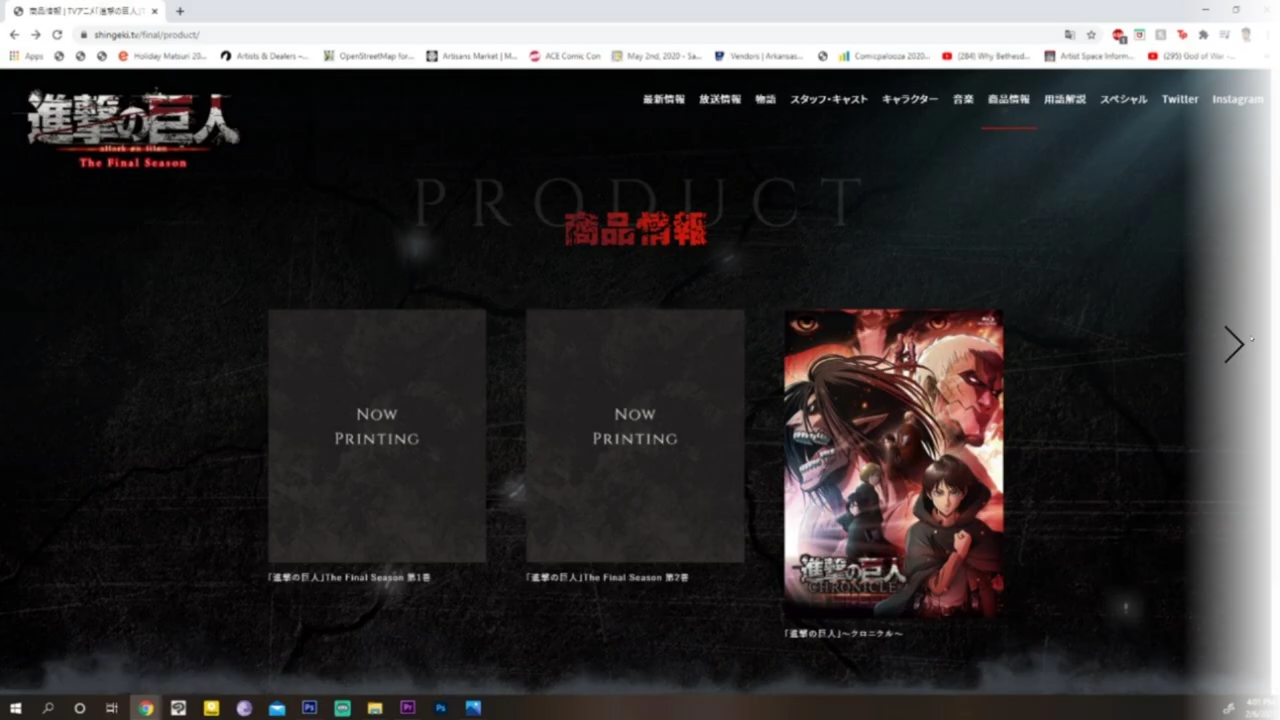 商品情報 | TVアニメ「進撃の巨人」T
shingeki.tv/final/product/
Apps
Holiday Matsuri 20...
Artists & Dealers –...
OpenStreetMap for...
Artisans Market | M...
ACE Comic Con
May 2nd, 2020 - Sa...
Vendors | Arkansas...
Comicpalooza 2020...
(284) Why Bethesd...
Artist Space Inform...
(295) God of War -...
進撃の巨人
attack on titan
The Final Season
最新情報 放送情報 物語 スタッフ・キャスト キャラクター 音楽 商品情報 用語解説 スペシャル Twitter Instagram
PRODUCT
商品情報
NOW
PRINTING
NOW
PRINTING
進撃の巨人
CHRONICLE
「進撃の巨人」The Final Season 第1巻
「進撃の巨人」The Final Season 第2巻
「進撃の巨人」～クロニクル～
4:01 PM